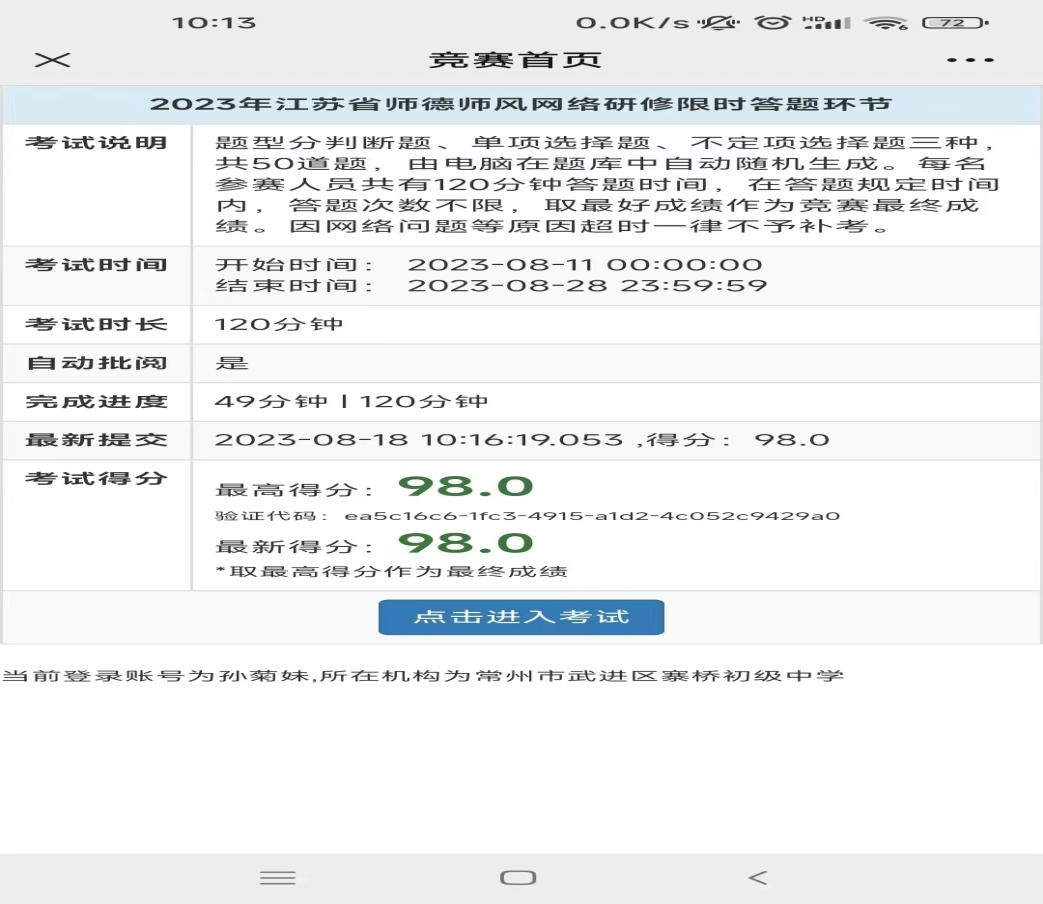 10:13 0.0K/s HD 6 72
竞赛首页
2023年江苏省师德师风网络研修限时答题环节
考试说明 题型分判断题、单项选择题、不定项选择题三种，
共50道题，由电脑在题库中自动随机生成。每名
参赛人员共有120分钟答题时间，在答题规定时间
内，答题次数不限，取最好成绩作为竞赛最终成
绩。因网络问题等原因超时一律不予补考。
考试时间 开始时间： 2023-08-11 00:00:00
结束时间： 2023-08-28 23:59:59
考试时长 120分钟
自动批阅 是
完成进度 49分钟 | 120分钟
最新提交 2023-08-18 10:16:19.053 ,得分： 98.0
考试得分 最高得分： 98.0
验证代码： ea5c16c6-1fc3-4915-a1d2-4c052c9429a0
最新得分： 98.0
*取最高得分作为最终成绩
点击进入考试
当前登录账号为孙菊妹,所在机构为常州市武进区寨桥初级中学